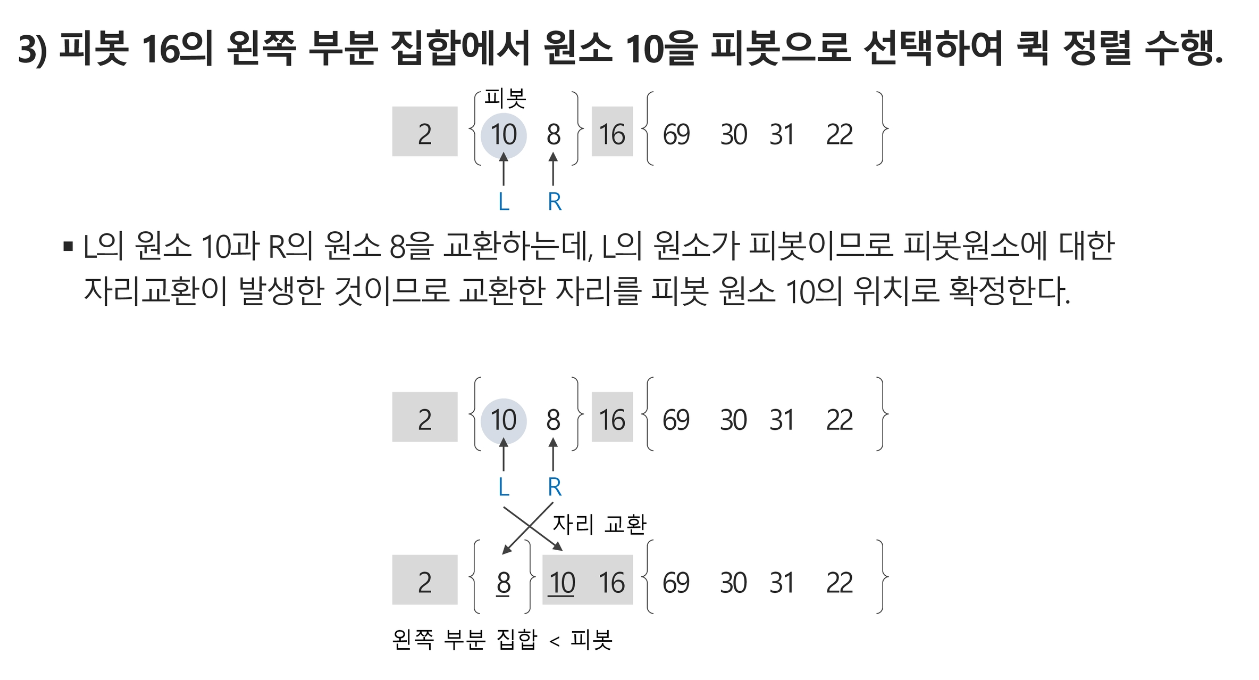 3) 피봇 16의 왼쪽 부분 집합에서 원소 10을 피봇으로 선택하여 퀵 정렬 수행.
피봇
2 { 10 8 } 16 { 69 30 31 22 }
L R
▪ L의 원소 10과 R의 원소 8을 교환하는데, L의 원소가 피봇이므로 피봇원소에 대한
자리교환이 발생한 것이므로 교환한 자리를 피봇 원소 10의 위치로 확정한다.
2 { 10 8 } 16 { 69 30 31 22 }
L R
자리 교환
2 { 8 } 10 16 { 69 30 31 22 }
왼쪽 부분 집합 < 피봇